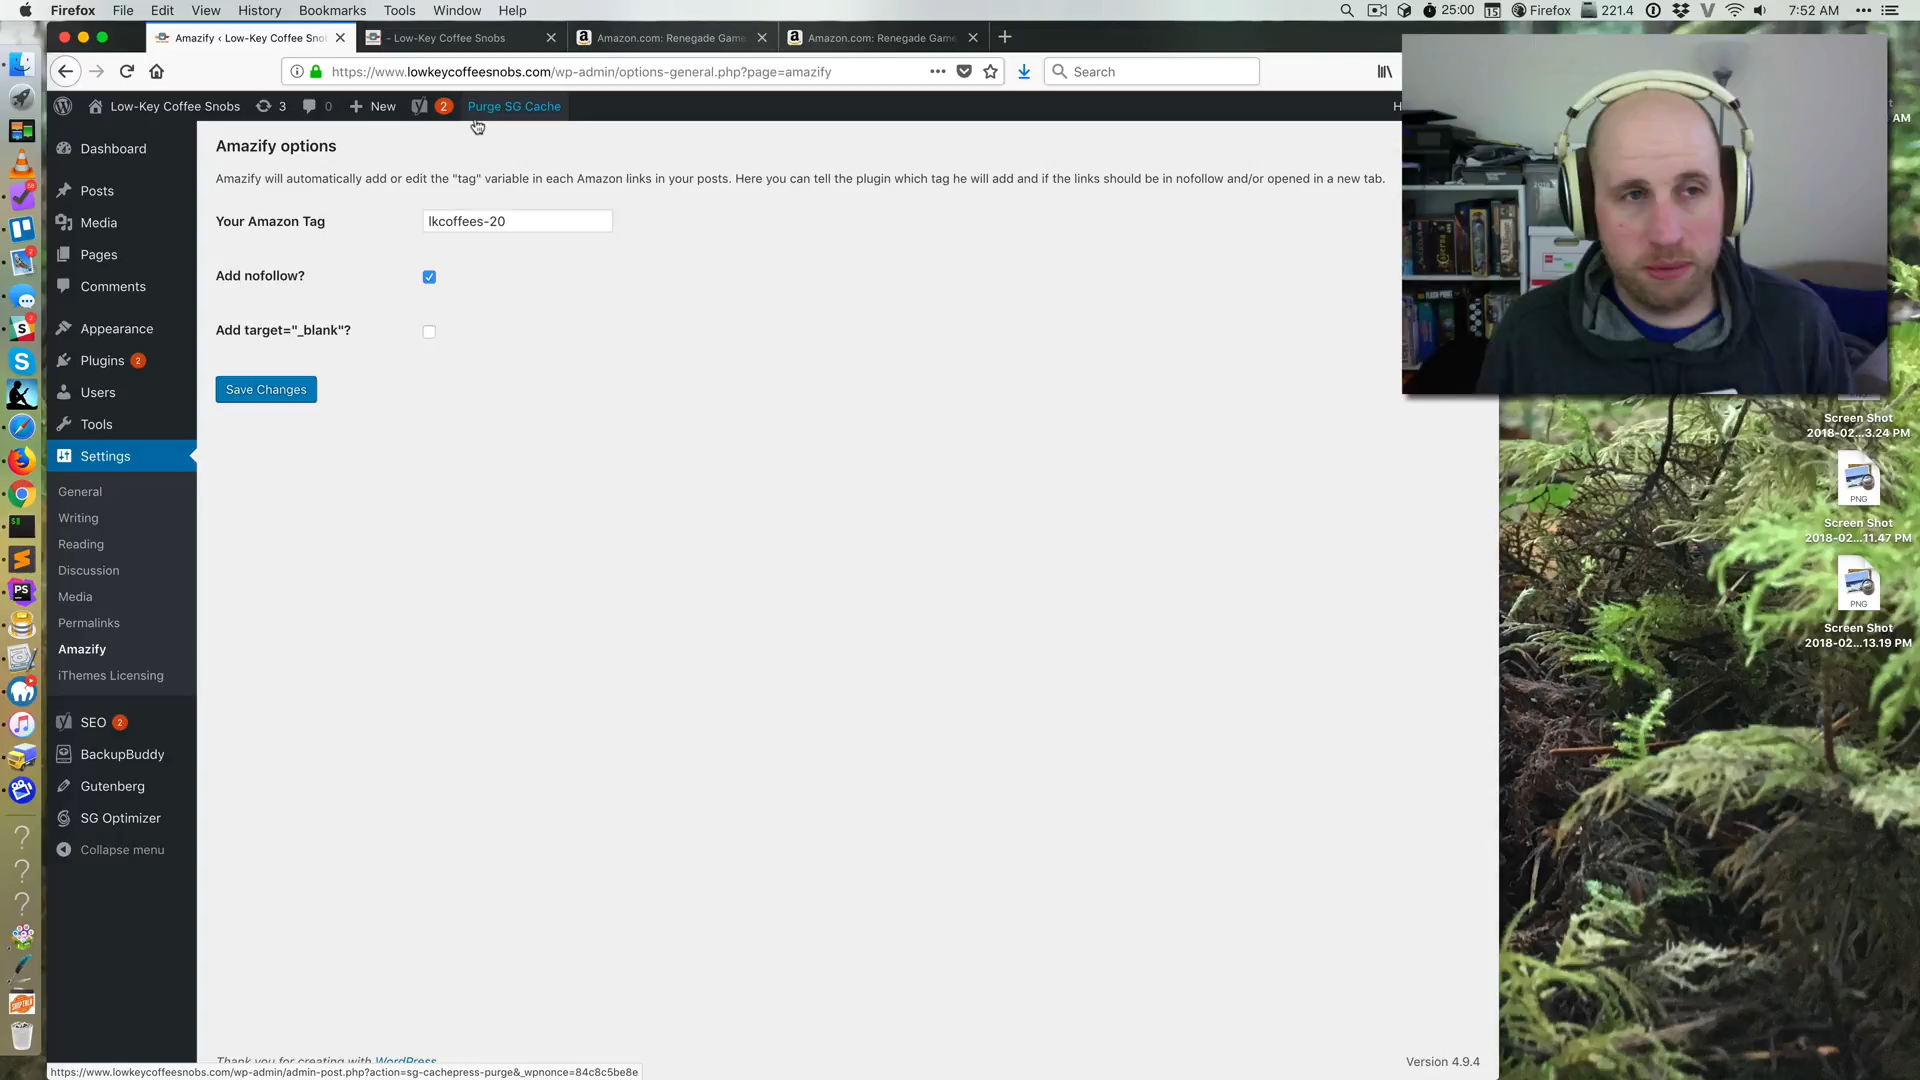 Firefox File Edit View History Bookmarks Tools Window Help
25:00 15 Firefox 221.4 7:52 AM
Amazify ‹ Low-Key Coffee Sno
- Low-Key Coffee Snobs
Amazon.com: Renegade Game
Amazon.com: Renegade Game
https://www.lowkeycoffeesnobs.com/wp-admin/options-general.php?page=amazify
Search
Low-Key Coffee Snobs 3 0 New 2 Purge SG Cache H
AM
Dashboard
Posts
Media
Pages
Comments
Appearance
Plugins 2
Users
Tools
Settings
General
Writing
Reading
Discussion
Media
Permalinks
Amazify
iThemes Licensing
SEO 2
BackupBuddy
Gutenberg
SG Optimizer
Collapse menu
Amazify options
Amazify will automatically add or edit the "tag" variable in each Amazon links in your posts. Here you can tell the plugin which tag he will add and if the links should be in nofollow and/or opened in a new tab.
Your Amazon Tag
lkcoffees-20
Add nofollow?
Add target="_blank"?
Save Changes
Thank you for creating with WordPress
Version 4.9.4
https://www.lowkeycoffeesnobs.com/wp-admin/admin-post.php?action=sg-cachepress-purge&_wpnonce=84c8c5be8e
Screen Shot
2018-02...3.24 PM
PNG
Screen Shot
2018-02...11.47 PM
PNG
Screen Shot
2018-02...13.19 PM